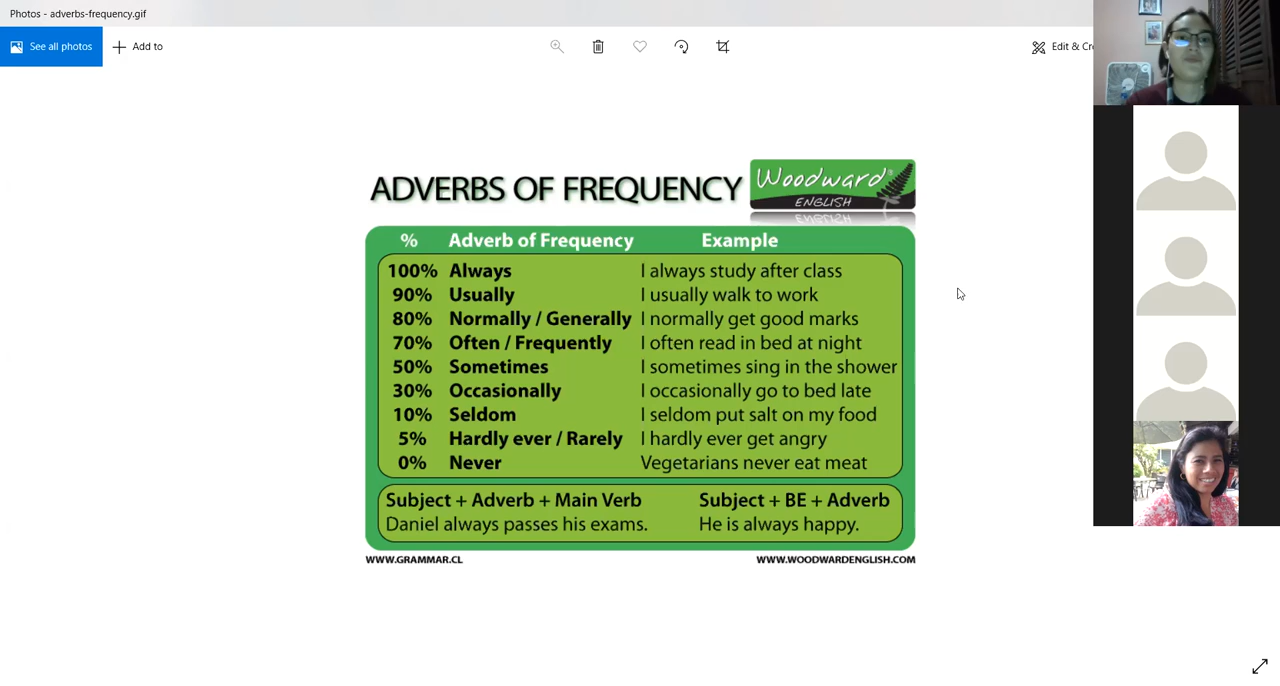 Photos - adverbs-frequency.gif
See all photos
Add to
Edit &
ADVERBS OF FREQUENCY
Woodward®
ENGLISH
% Adverb of Frequency Example
100% Always I always study after class
90% Usually I usually walk to work
80% Normally / Generally I normally get good marks
70% Often / Frequently I often read in bed at night
50% Sometimes I sometimes sing in the shower
30% Occasionally I occasionally go to bed late
10% Seldom I seldom put salt on my food
5% Hardly ever / Rarely I hardly ever get angry
0% Never Vegetarians never eat meat
Subject + Adverb + Main Verb Subject + BE + Adverb
Daniel always passes his exams. He is always happy.
WWW.GRAMMAR.CL WWW.WOODWARDENGLISH.COM